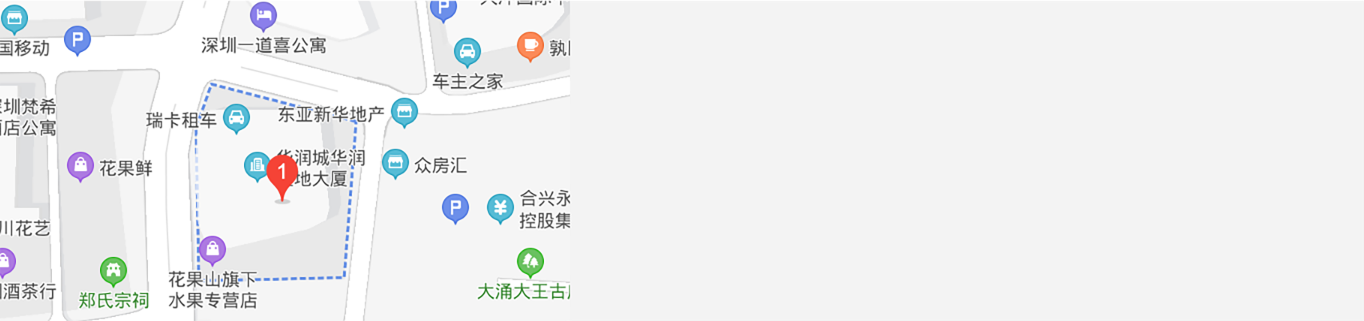 深圳一道喜公寓
国移动
P
P
车主之家
东亚新华地产
瑞卡租车
圳梵希
店公寓
花果鲜
华润城华润
地大厦
1
众房汇
P
¥
合兴永
控股集
川花艺
花果山旗下
水果专营店
酒茶行
郑氏宗祠
大涌大王古